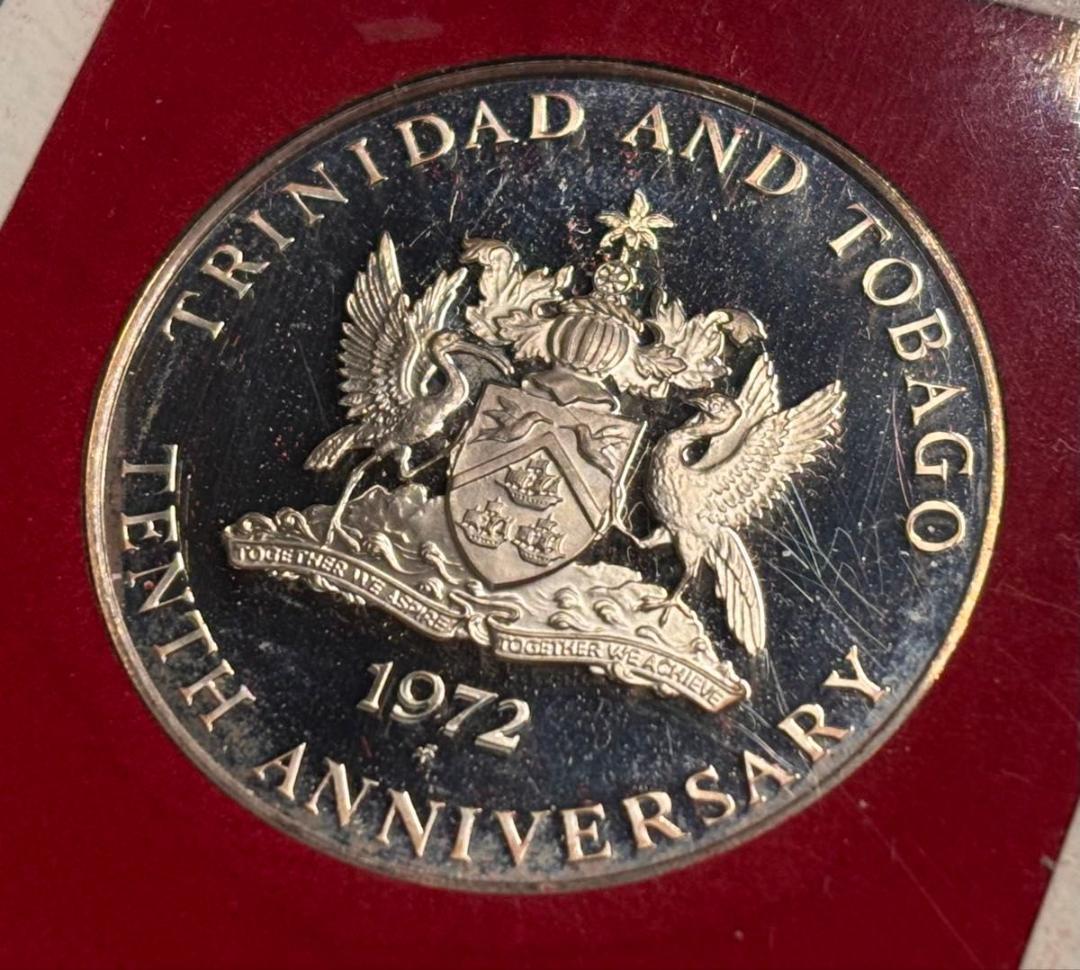 TRINIDAD AND TOBAGO
TOGETHER WE ASPIRE
TOGETHER WE ACHIEVE
1972
TENTH ANNIVERSARY